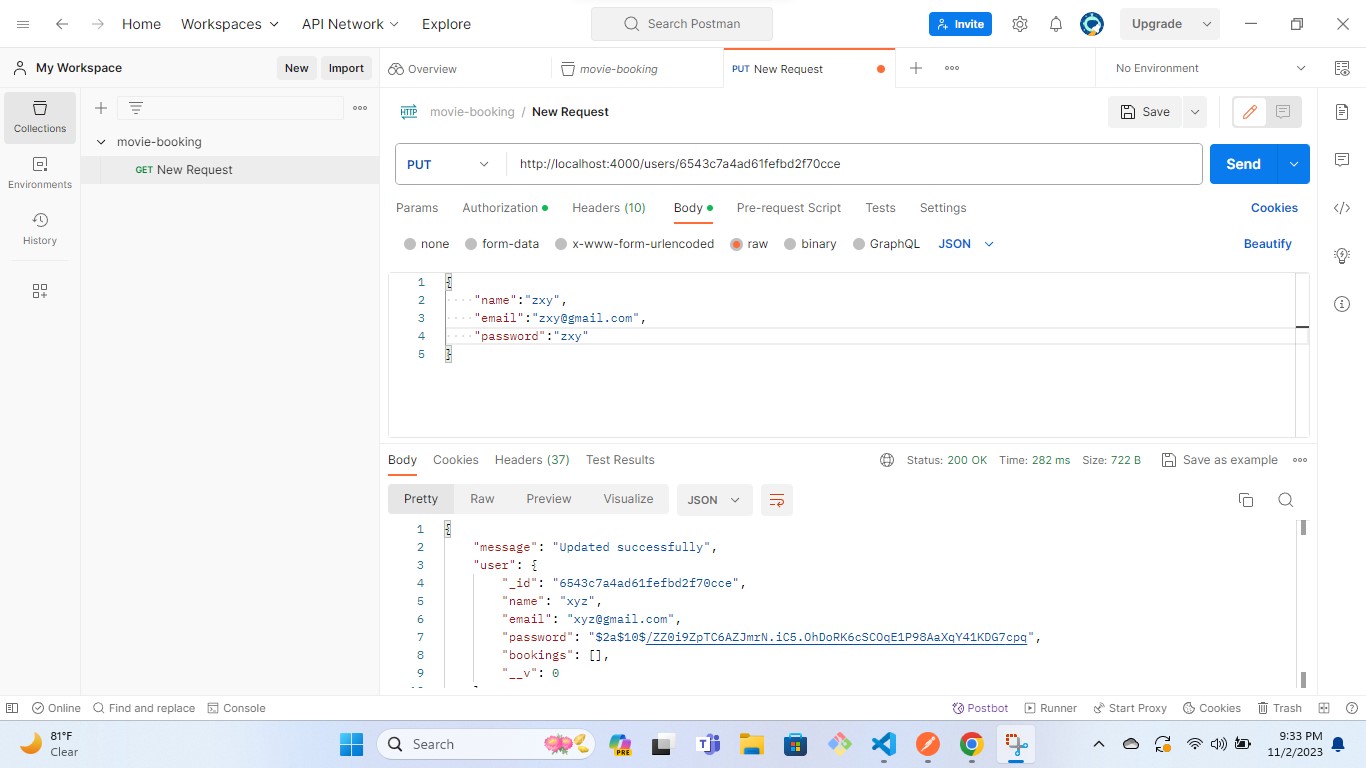 Home Workspaces API Network Explore Search Postman Invite Upgrade
My Workspace New Import Overview movie-booking PUT New Request No Environment
Collections
Environments
History
movie-booking
GET New Request
HTTP movie-booking / New Request Save
PUT http://localhost:4000/users/6543c7a4ad61fefbd2f70cce Send
Params Authorization Headers (10) Body Pre-request Script Tests Settings Cookies
none form-data x-www-form-urlencoded raw binary GraphQL JSON Beautify
1 {
2 "name":"zxy",
3 "email":"zxy@gmail.com",
4 "password":"zxy"
5 }
Body Cookies Headers (37) Test Results Status: 200 OK Time: 282 ms Size: 722 B Save as example
Pretty Raw Preview Visualize JSON
1 {
2 "message": "Updated successfully",
3 "user": {
4 "_id": "6543c7a4ad61fefbd2f70cce",
5 "name": "xyz",
6 "email": "xyz@gmail.com",
7 "password": "$2a$10$/ZZ0i9ZpTC6AZJmrN.iC5.OhDoRK6cSCOqE1P98AaXqY41KDG7cpq",
8 "bookings": [],
9 "__v": 0
Online Find and replace Console Postbot Runner Start Proxy Cookies Trash
81°F
Clear
Search
PRE
9:33 PM
11/2/2023